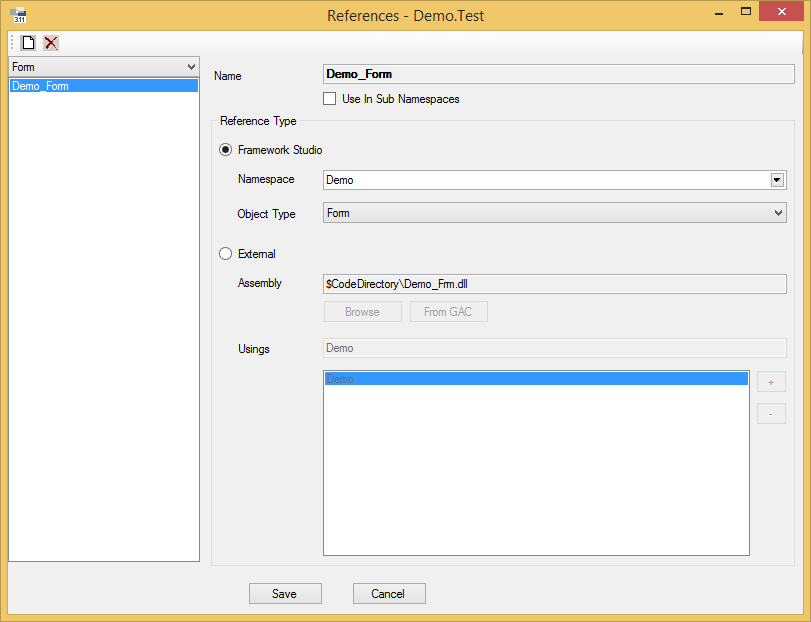 References - Demo.Test
3.11
Form
Demo_Form
Name
Demo_Form
Use In Sub Namespaces
Reference Type
Framework Studio
Namespace
Demo
Object Type
Form
External
Assembly
$CodeDirectory\Demo_Frm.dll
Browse
From GAC
Usings
Demo
Demo
+
-
Save
Cancel